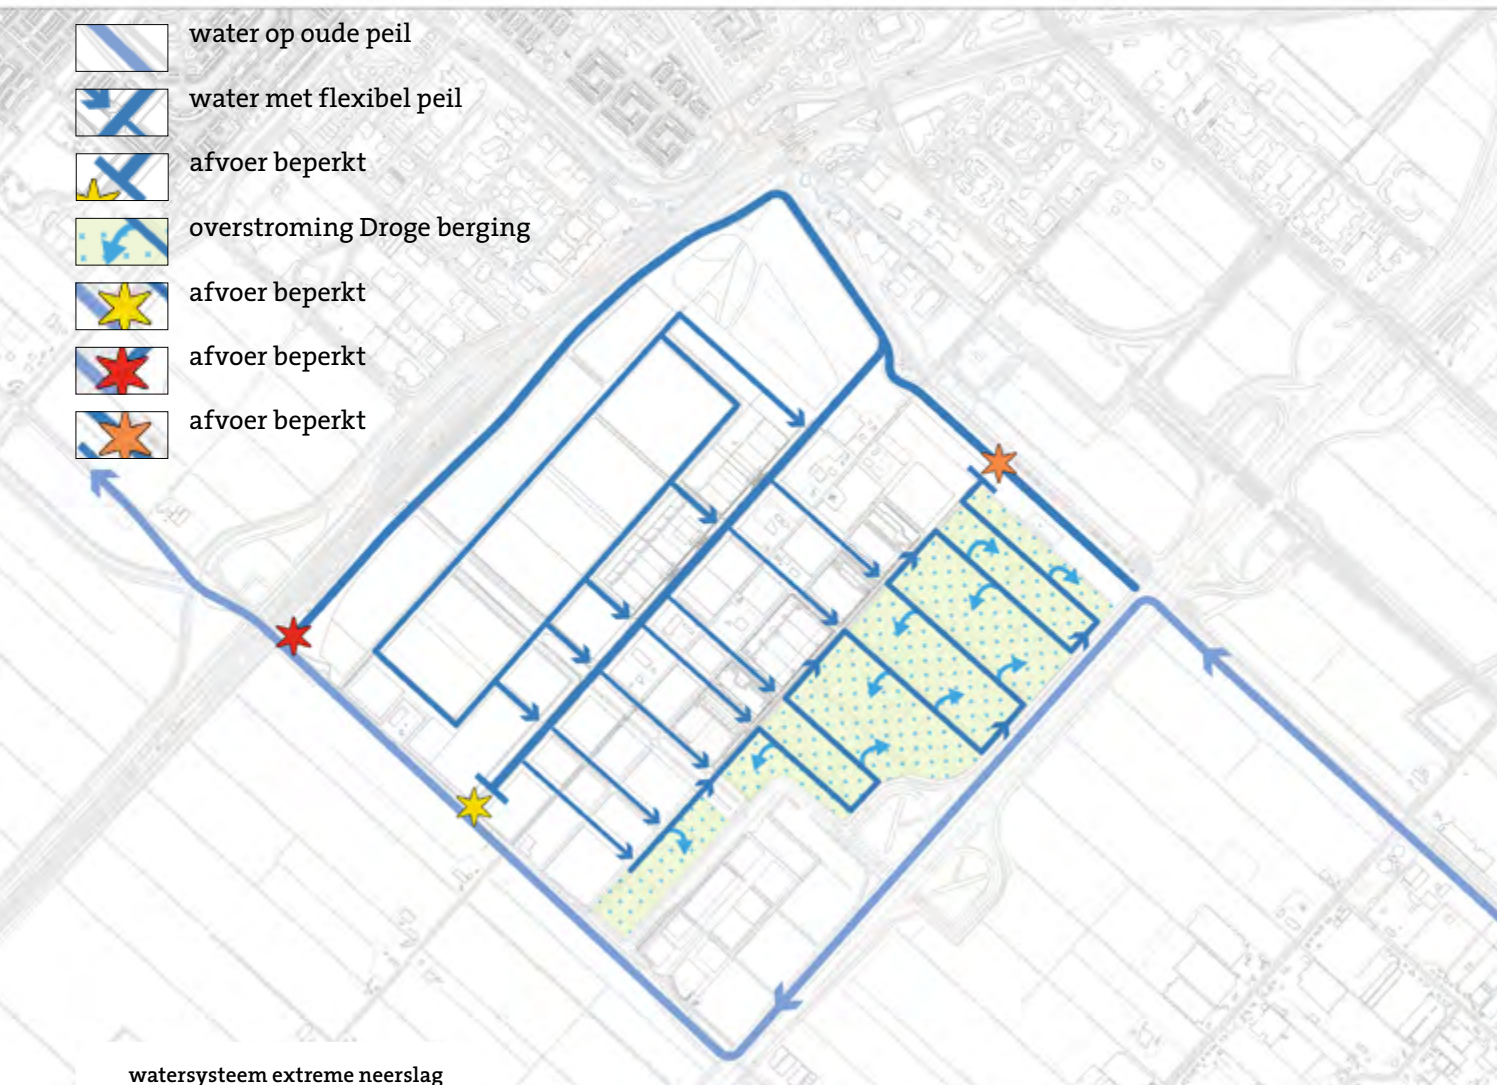 water op oude peil
water met flexibel peil
afvoer beperkt
overstroming Droge berging
afvoer beperkt
afvoer beperkt
afvoer beperkt
watersysteem extreme neerslag